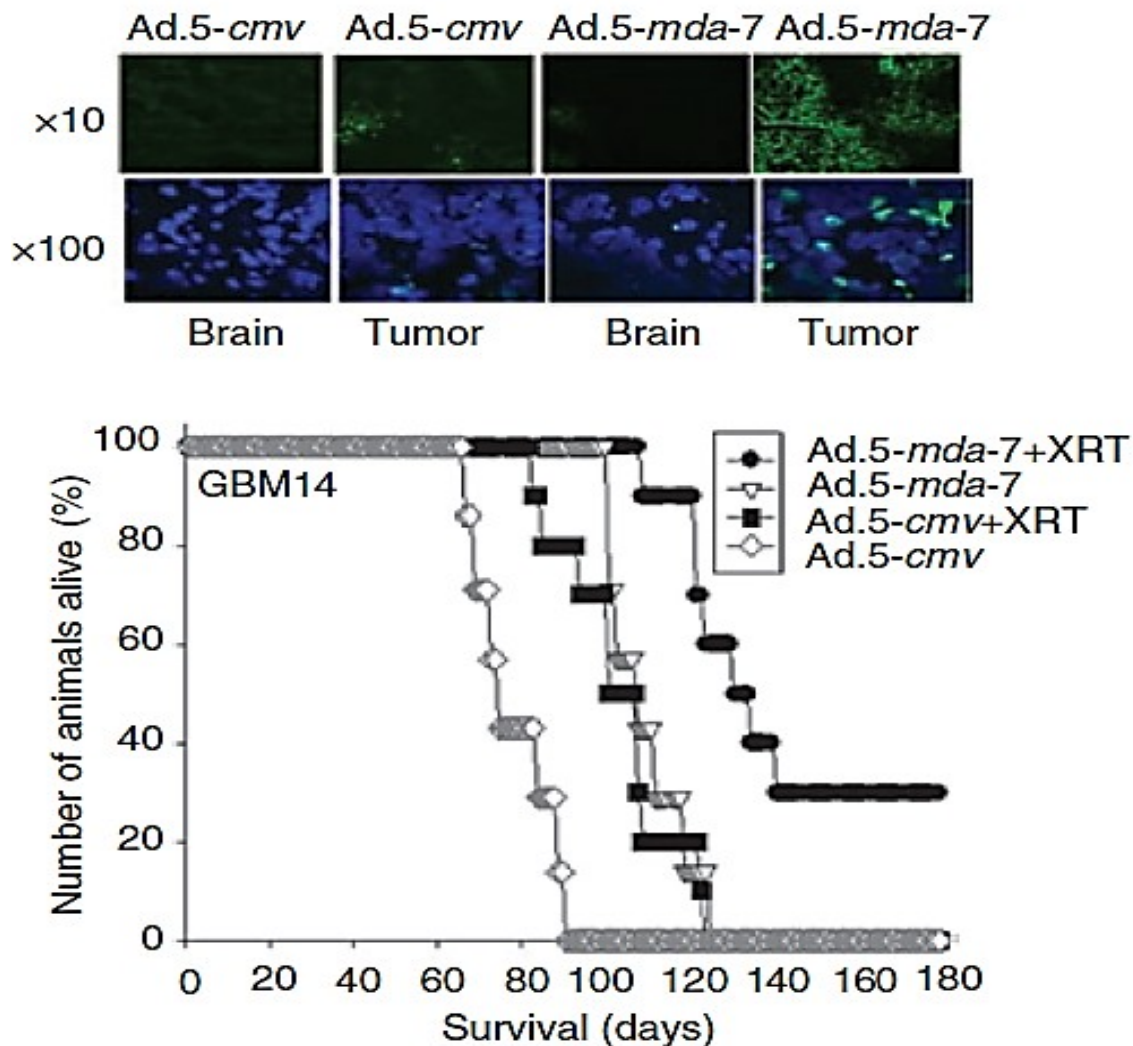 Ad.5-cmv Ad.5-cmv Ad.5-mda-7 Ad.5-mda-7
×10
×100
Brain Tumor Brain Tumor
Number of animals alive (%)
100
80
60
40
20
0
GBM14
Ad.5-mda-7+XRT
Ad.5-mda-7
Ad.5-cmv+XRT
Ad.5-cmv
0 20 40 60 80 100 120 140 160 180
Survival (days)